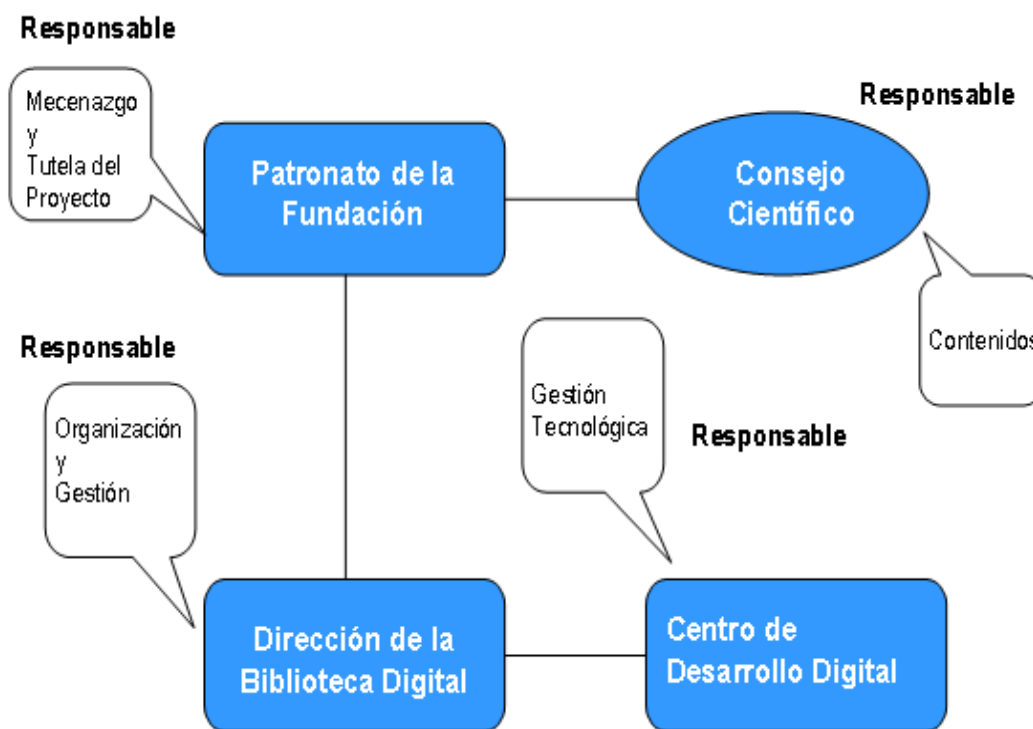 Responsable
Mecenazgo
y
Tutela del
Proyecto
Patronato de la
Fundación
Responsable
Consejo
Científico
Contenidos
Responsable
Organización
y
Gestión
Gestión
Tecnológica
Responsable
Dirección de la
Biblioteca Digital
Centro de
Desarrollo Digital